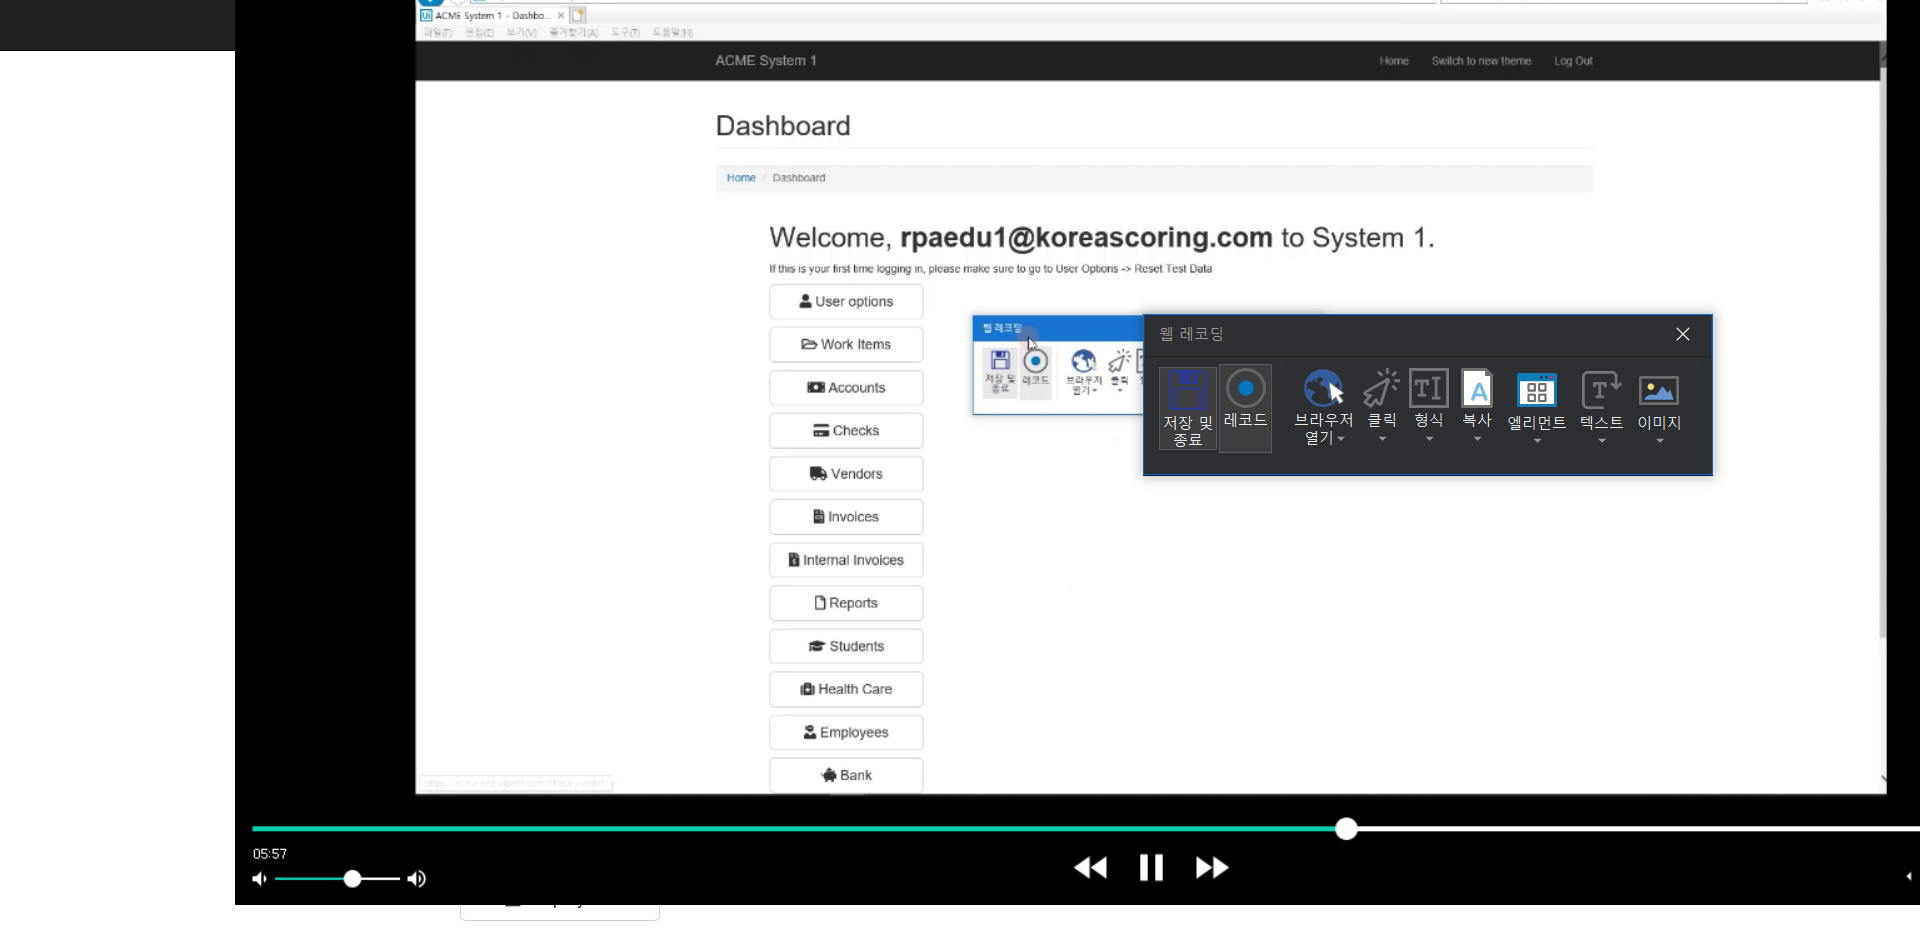 ACME System 1 - Dashbo...
파일(F) 편집(E) 보기(V) 즐겨찾기(A) 도구(T) 도움말(H)
ACME System 1
Home Switch to new theme Log Out
Dashboard
Home / Dashboard
Welcome, rpaedu1@koreascoring.com to System 1.
If this is your first time logging in, please make sure to go to User Options -> Reset Test Data
User options
Work Items
Accounts
Checks
Vendors
Invoices
Internal Invoices
Reports
Students
Health Care
Employees
Bank
웹 레코딩
저장 및 종료
레코드
브라우저 열기
클릭
웹 레코딩
저장 및 종료
레코드
브라우저 열기
클릭
형식
복사
엘리먼트
텍스트
이미지
05:57